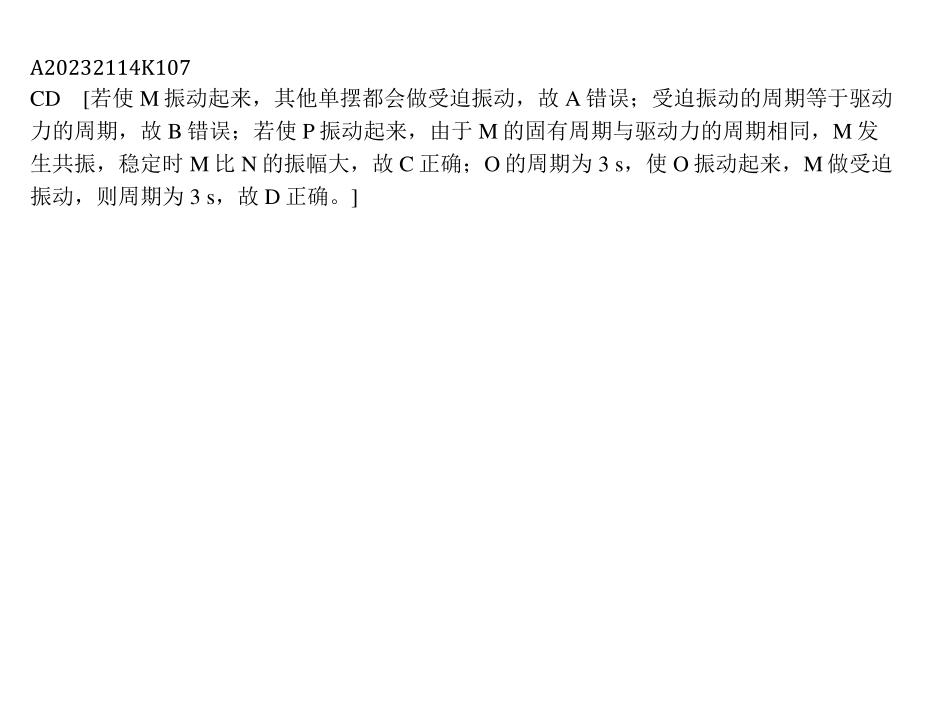 A20232114K107
CD [若使 M 振动起来，其他单摆都会做受迫振动，故 A 错误；受迫振动的周期等于驱动
力的周期，故 B 错误；若使 P 振动起来，由于 M 的固有周期与驱动力的周期相同，M 发
生共振，稳定时 M 比 N 的振幅大，故 C 正确；O 的周期为 3 s，使 O 振动起来，M 做受迫
振动，则周期为 3 s，故 D 正确。]